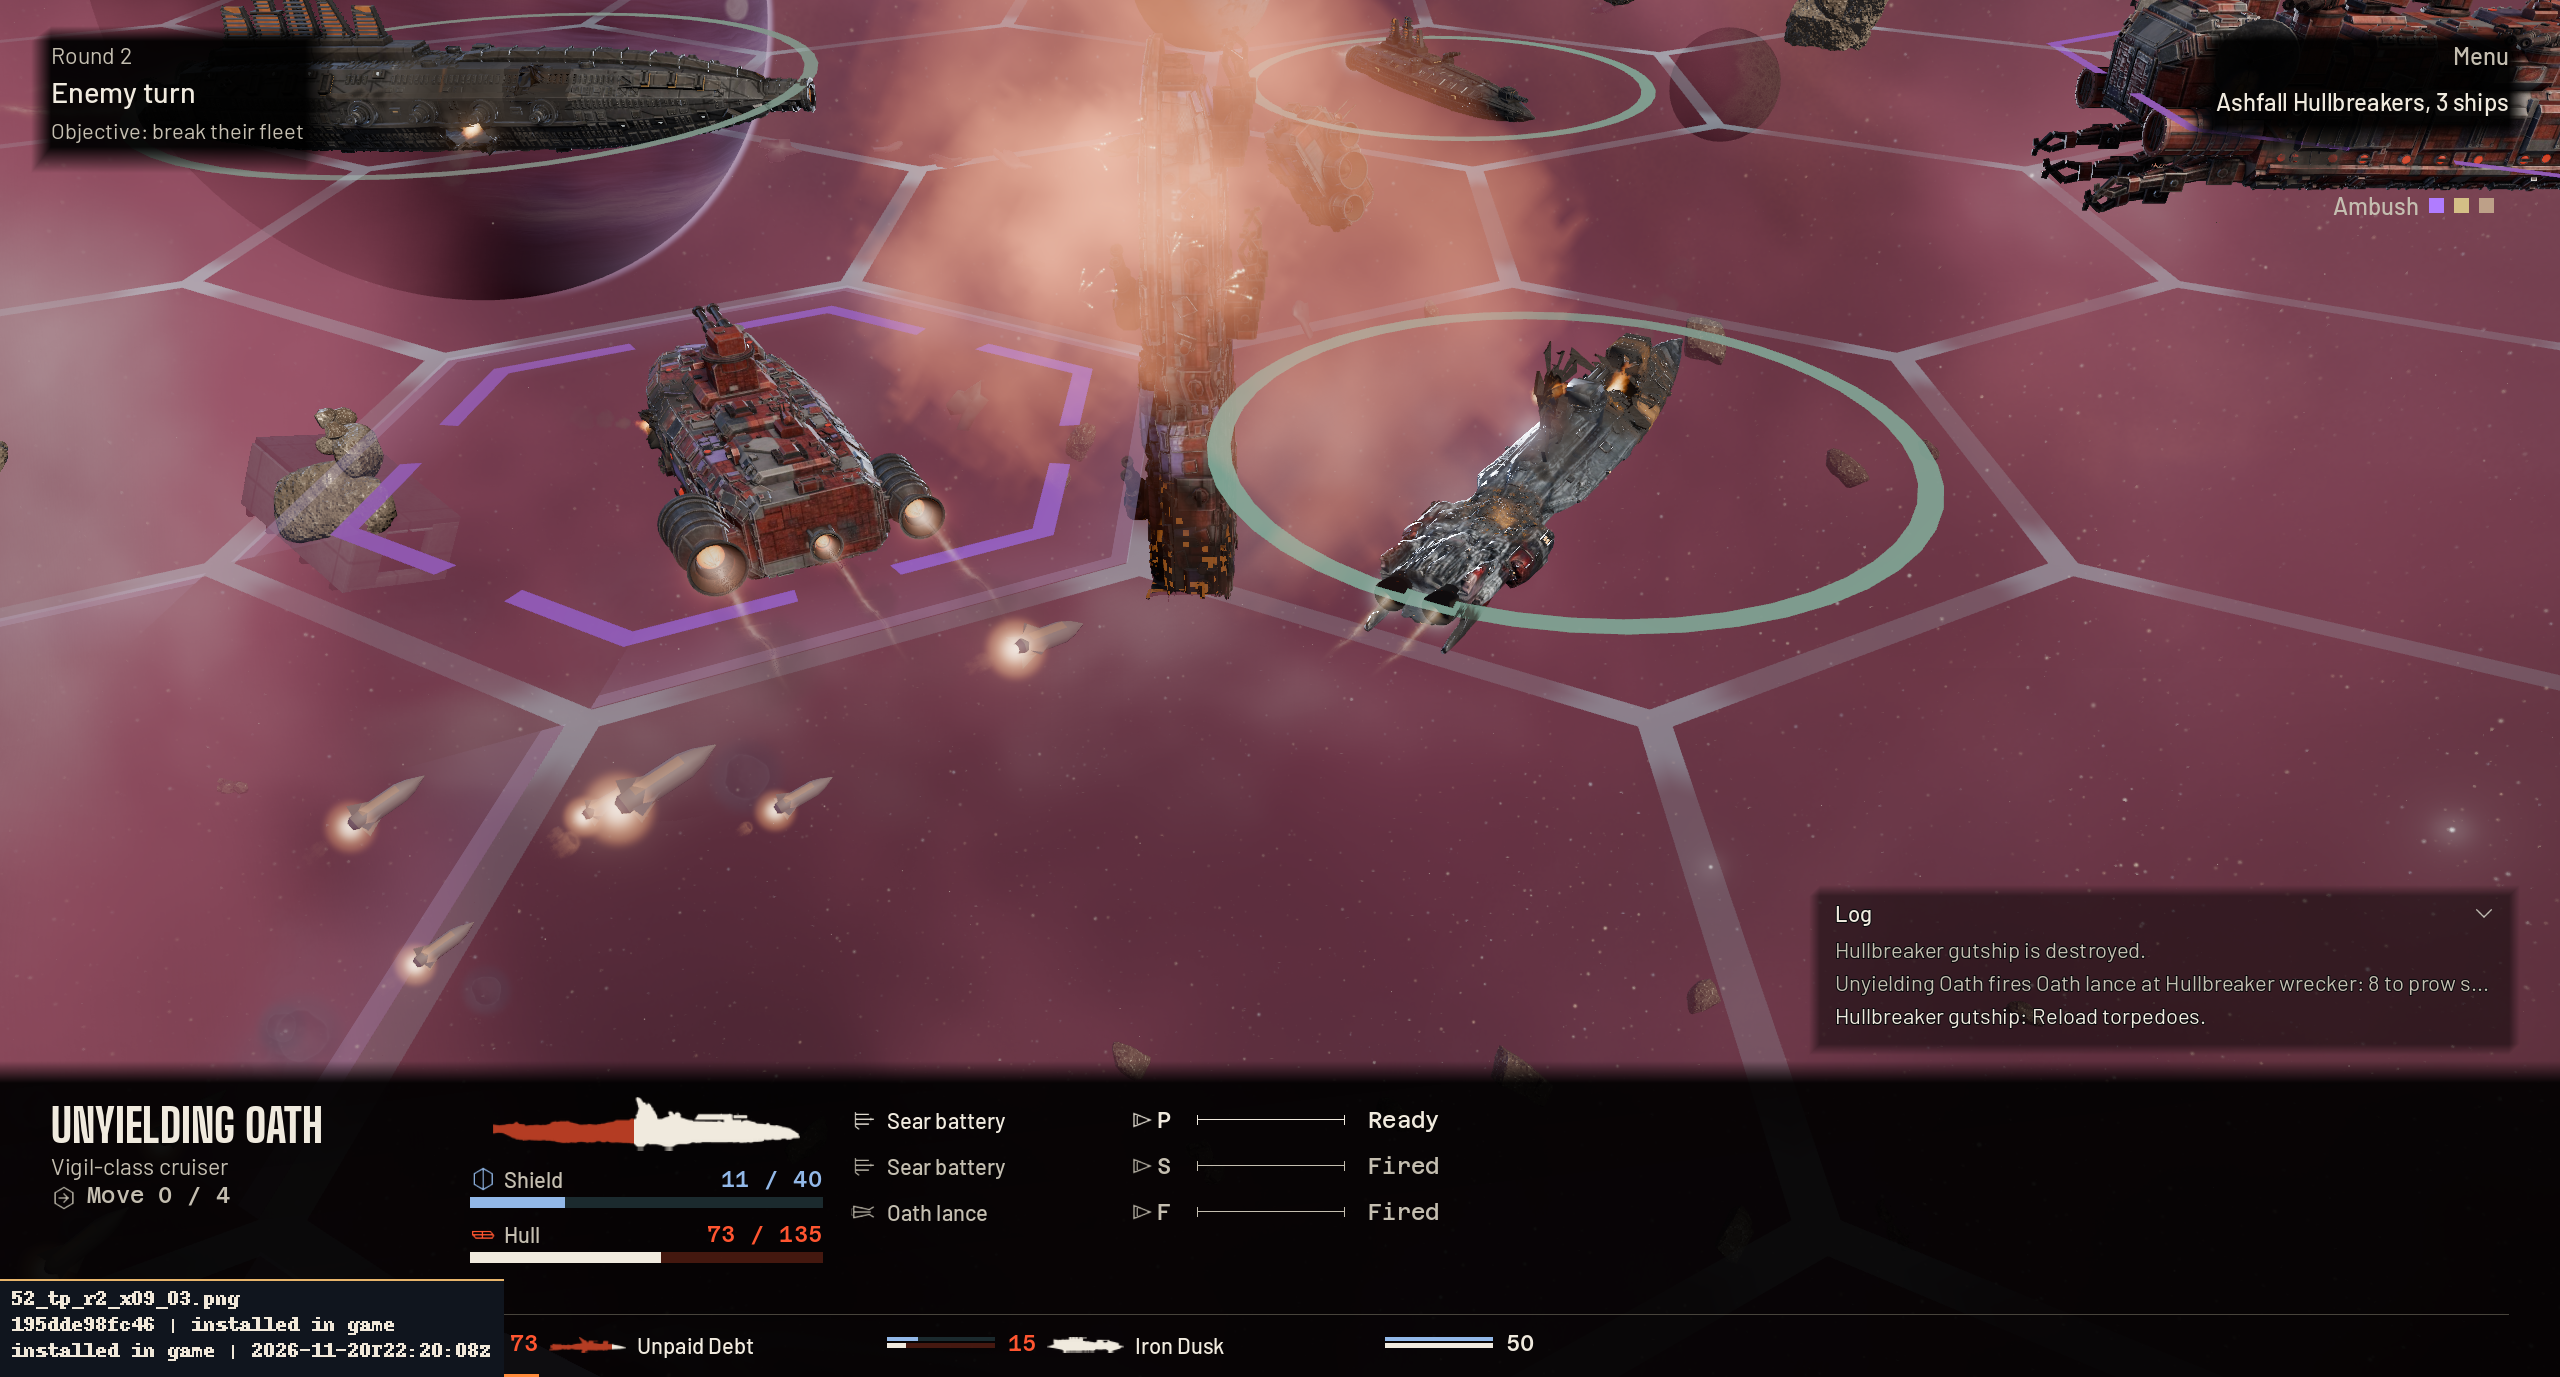 Round 2
Enemy turn
Objective: break their fleet
Menu
Ashfall Hullbreakers, 3 ships
Ambush
Log
Hullbreaker gutship is destroyed.
Unyielding Oath fires Oath lance at Hullbreaker wrecker: 8 to prow s...
Hullbreaker gutship: Reload torpedoes.
UNYIELDING OATH
Vigil-class cruiser
Move 0 / 4
Shield 11 / 40
Hull 73 / 135
Sear battery P Ready
Sear battery S Fired
Oath lance F Fired
52_tp_r2_x09_03.png
195dde98fc46 | installed in game
installed in game | 2026-11-20T22:20:08Z
73 Unpaid Debt 15 Iron Dusk 50